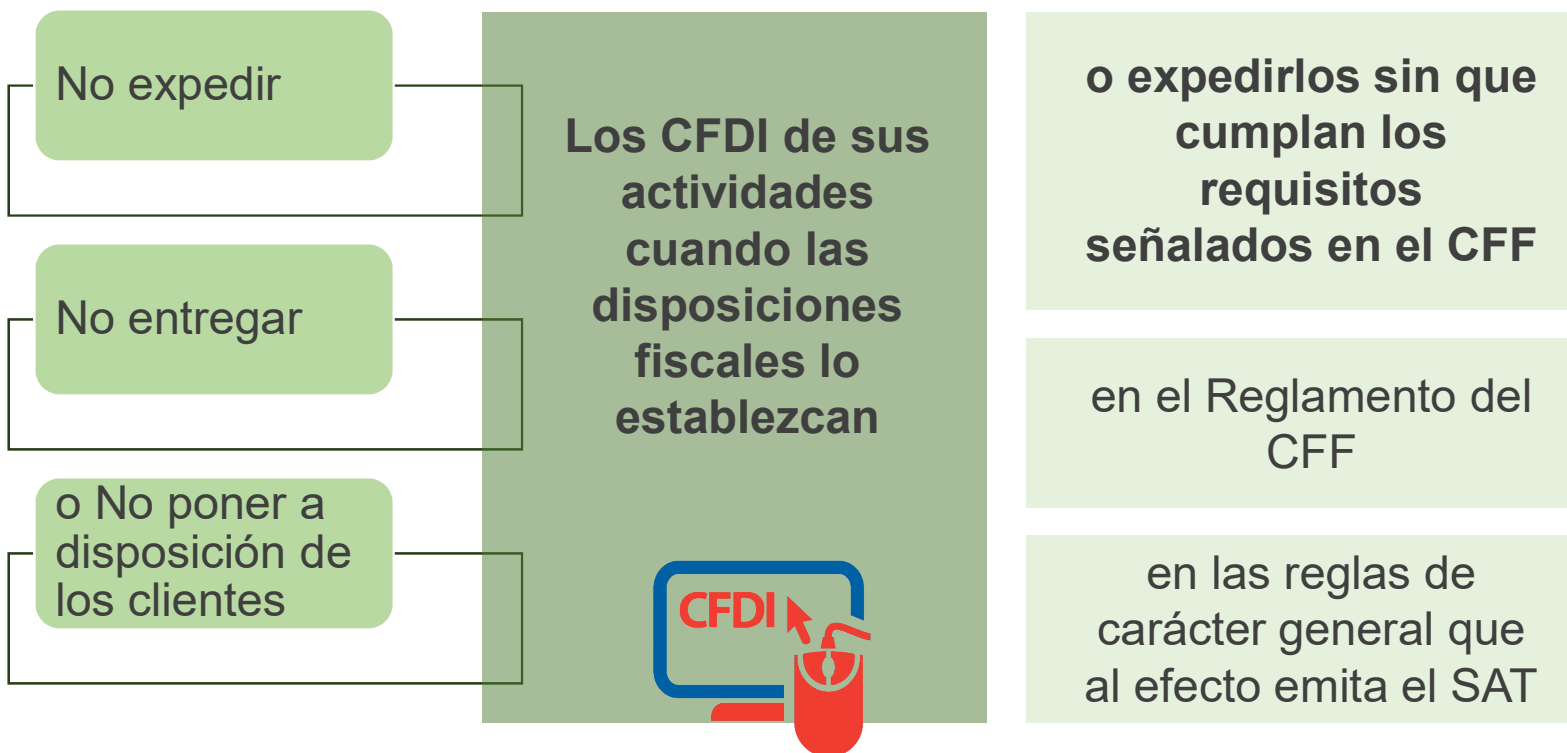 No expedir
No entregar
o No poner a
disposición de
los clientes
Los CFDI de sus
actividades
cuando las
disposiciones
fiscales lo
establezcan
CFDI
o expedirlos sin que
cumplan los
requisitos
señalados en el CFF
en el Reglamento del
CFF
en las reglas de
carácter general que
al efecto emita el SAT